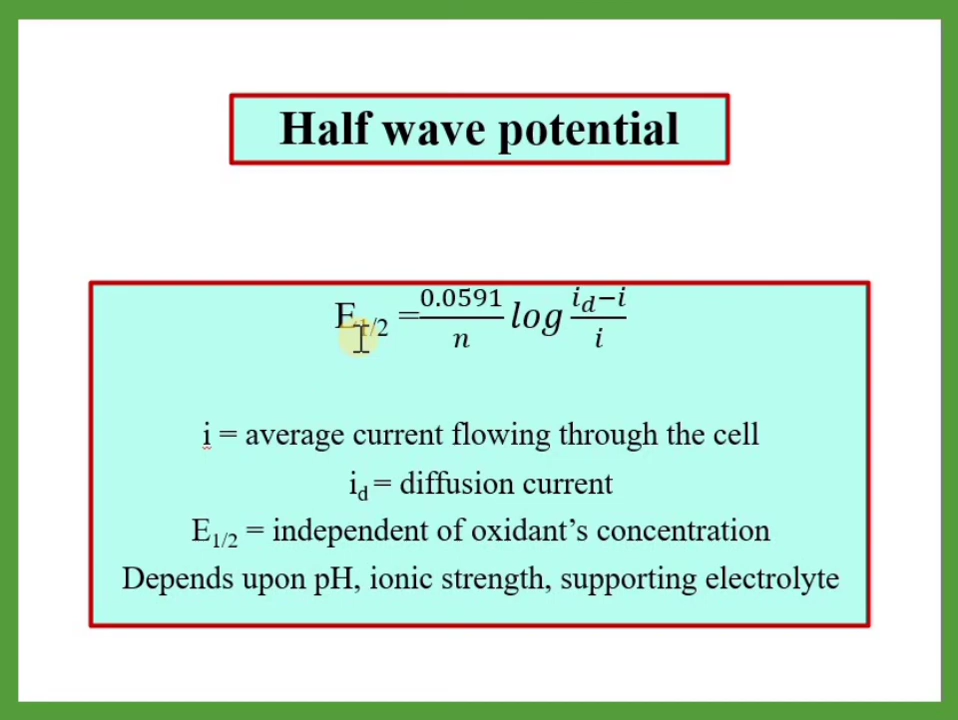 Half wave potential
E1/2 = 0.0591/n log (id−i)/i
i = average current flowing through the cell
id = diffusion current
E1/2 = independent of oxidant's concentration
Depends upon pH, ionic strength, supporting electrolyte